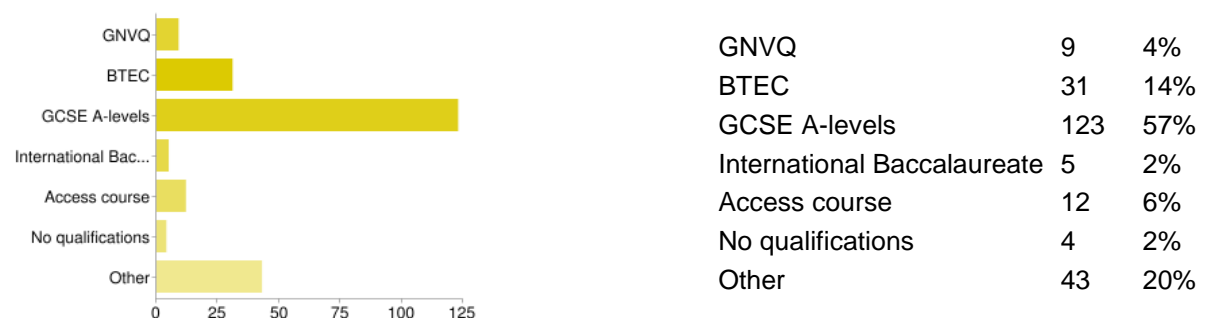 GNVQ
BTEC
GCSE A-levels
International Bac...
Access course
No qualifications
Other
0 25 50 75 100 125
GNVQ 9 4%
BTEC 31 14%
GCSE A-levels 123 57%
International Baccalaureate 5 2%
Access course 12 6%
No qualifications 4 2%
Other 43 20%